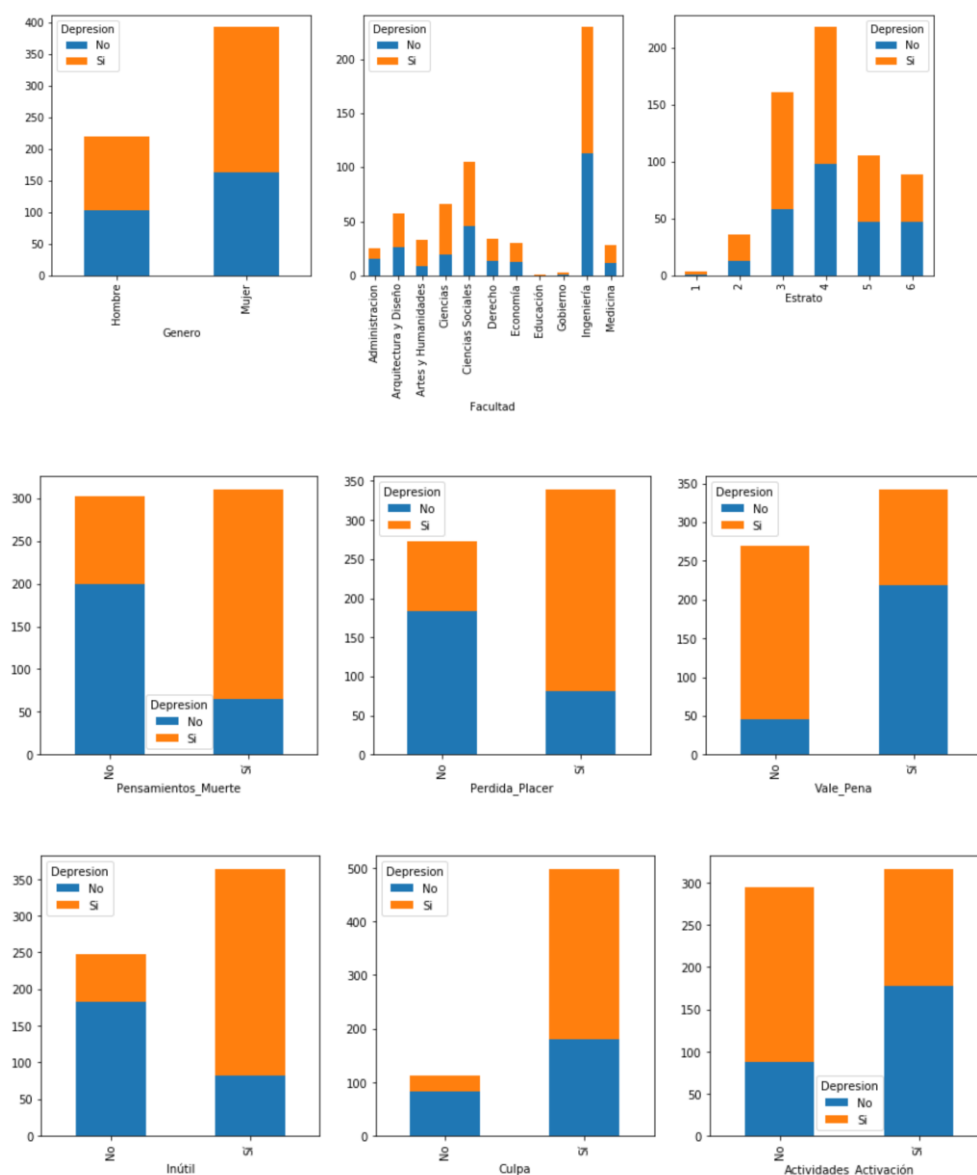 Depresion
No
Si
400
350
300
250
200
150
100
50
0
Hombre
Mujer
Genero
Depresion
No
Si
200
150
100
50
0
Administracion
Arquitectura y Diseño
Artes y Humanidades
Ciencias
Ciencias Sociales
Derecho
Economía
Educación
Gobierno
Ingeniería
Medicina
Facultad
Depresion
No
Si
200
150
100
50
0
1
2
3
4
5
6
Estrato
300
250
200
150
100
50
0
Depresion
No
Si
No
Sí
Pensamientos_Muerte
350
300
250
200
150
100
50
0
Depresion
No
Si
No
Sí
Perdida_Placer
350
300
250
200
150
100
50
0
Depresion
No
Si
No
Sí
Vale_Pena
350
300
250
200
150
100
50
0
Depresion
No
Si
No
Sí
Inútil
500
400
300
200
100
0
Depresion
No
Si
No
Sí
Culpa
300
250
200
150
100
50
0
Depresion
No
Si
No
Sí
Actividades_Activación